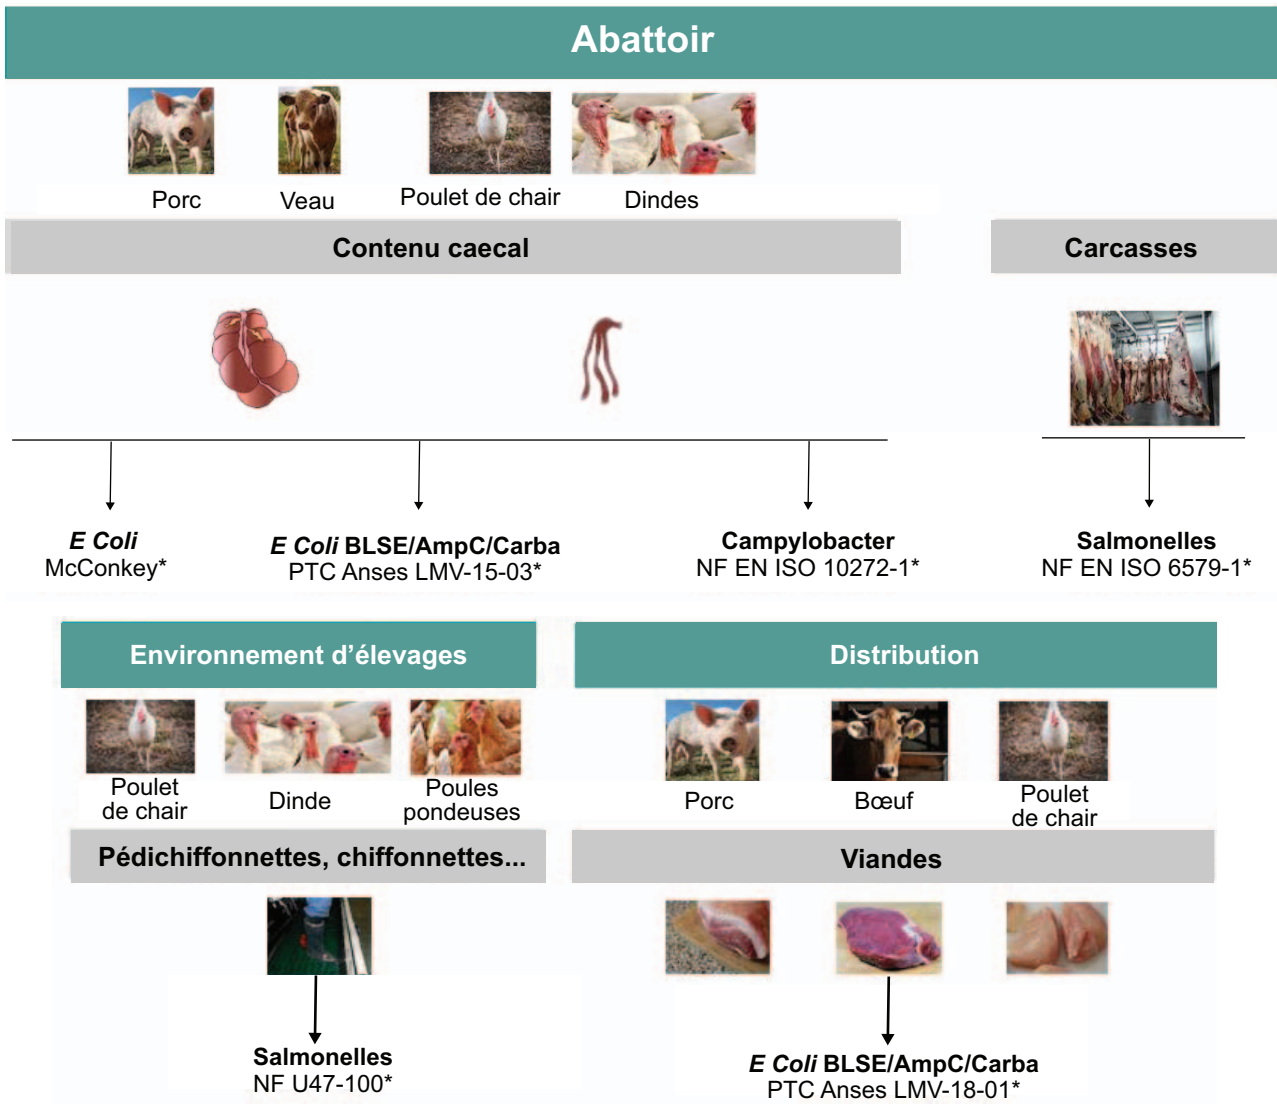 Abattoir
Porc
Veau
Poulet de chair
Dindes
Contenu caecal
Carcasses
E Coli
McConkey*
E Coli BLSE/AmpC/Carba
PTC Anses LMV-15-03*
Campylobacter
NF EN ISO 10272-1*
Salmonelles
NF EN ISO 6579-1*
Environnement d’élevages
Poulet
de chair
Dinde
Poules
pondeuses
Pédichiffonnettes, chiffonnettes...
Salmonelles
NF U47-100*
Distribution
Porc
Bœuf
Poulet
de chair
Viandes
E Coli BLSE/AmpC/Carba
PTC Anses LMV-18-01*